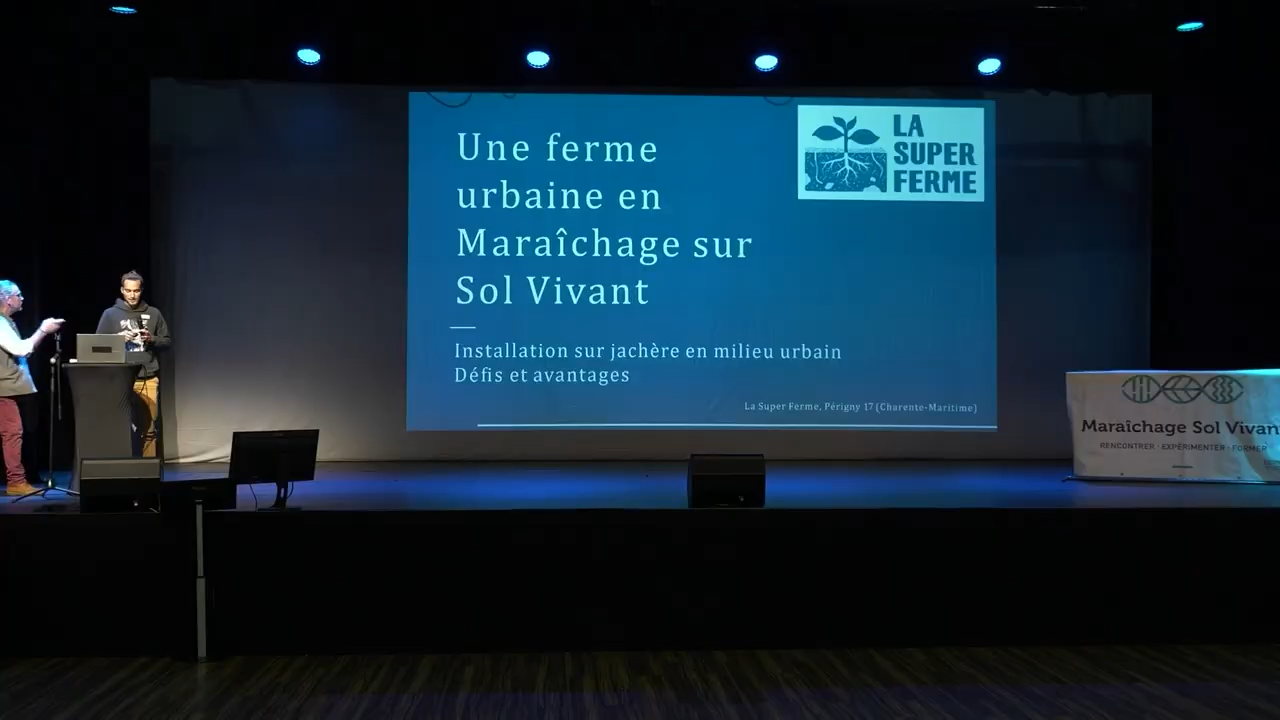 Une ferme
urbaine en
Maraîchage sur
Sol Vivant
LA
SUPER
FERME
Installation sur jachère en milieu urbain
Défis et avantages
La Super Ferme, Périgny 17 (Charente-Maritime)
Maraîchage Sol Vivant
RENCONTRER · EXPÉRIMENTER · FORMER